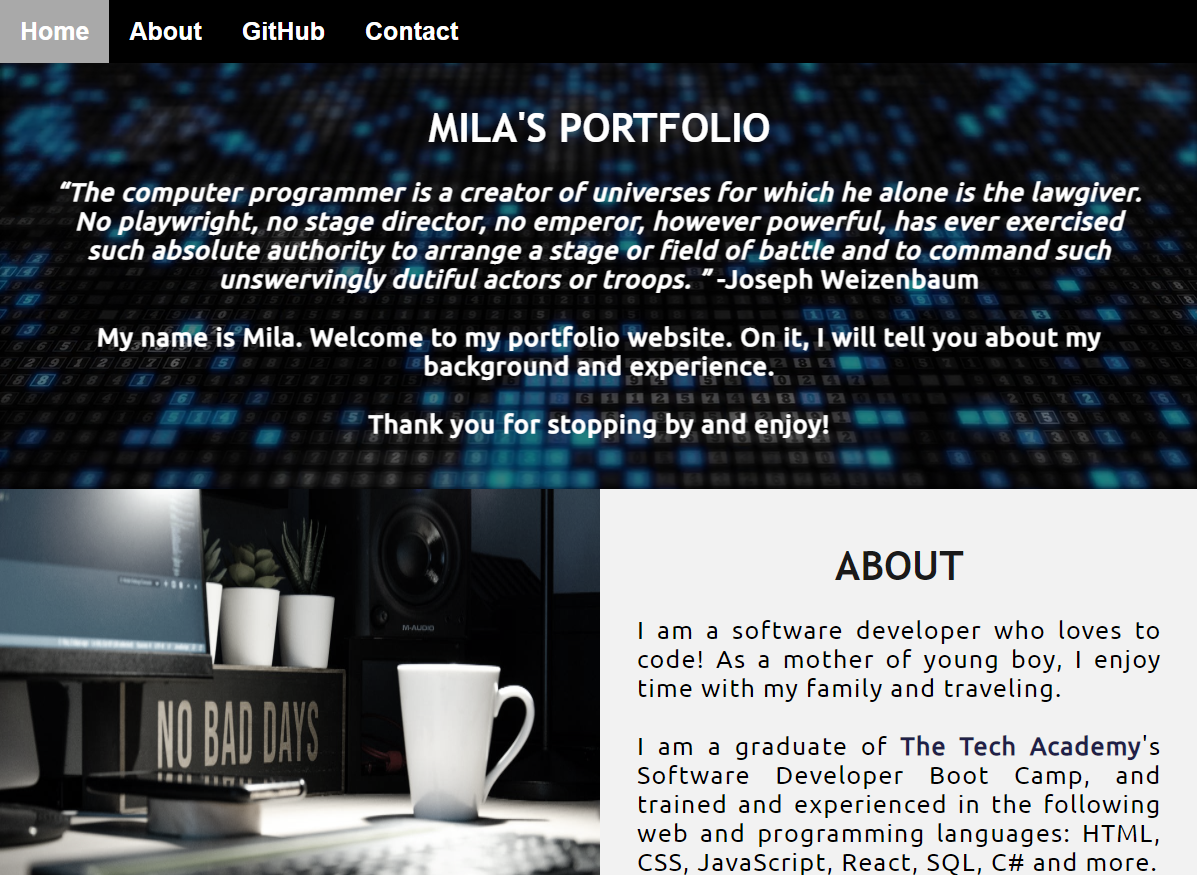 Home About GitHub Contact
MILA'S PORTFOLIO
“The computer programmer is a creator of universes for which he alone is the lawgiver.
No playwright, no stage director, no emperor, however powerful, has ever exercised
such absolute authority to arrange a stage or field of battle and to command such
unswervingly dutiful actors or troops. ” -Joseph Weizenbaum
My name is Mila. Welcome to my portfolio website. On it, I will tell you about my
background and experience.
Thank you for stopping by and enjoy!
M-AUDIO
NO BAD DAYS
ABOUT
I am a software developer who loves to
code! As a mother of young boy, I enjoy
time with my family and traveling.
I am a graduate of The Tech Academy's
Software Developer Boot Camp, and
trained and experienced in the following
web and programming languages: HTML,
CSS, JavaScript, React, SQL, C# and more.